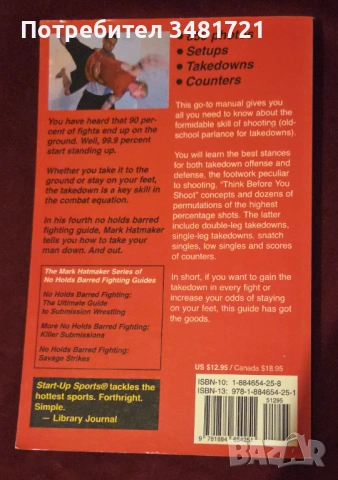 Потребител 3481721
• Setups
• Takedowns
• Counters
You have heard that 90 per-
cent of fights end up on the
ground. Well, 99.9 percent
start standing up.
Whether you take it to the
ground or stay on your feet,
the takedown is a key skill in
the combat equation.
In his fourth no holds barred
fighting guide, Mark Hatmaker
tells you how to take your
man down. And out.
The Mark Hatmaker Series of
No Holds Barred Fighting Guides
No Holds Barred Fighting:
The Ultimate Guide
to Submission Wrestling
More No Holds Barred Fighting:
Killer Submissions
No Holds Barred Fighting:
Savage Strikes
Start-Up Sports® tackles the
hottest sports. Forthright.
Simple.
— Library Journal
This go-to manual gives you
all you need to know about the
formidable skill of shooting (old-
school parlance for takedowns).
You will learn the best stances
for both takedown offense and
defense, the footwork peculiar
to shooting, "Think Before You
Shoot" concepts and dozens of
permutations of the highest
percentage shots. The latter
include double-leg takedowns,
single-leg takedowns, snatch
singles, low singles and scores
of counters.
In short, if you want to gain the
takedown in every fight or
increase your odds of staying
on your feet, this guide has got
the goods.
US $12.95 / Canada $18.95
ISBN-10: 1-884654-25-8
ISBN-13: 978-1-884654-25-1
51295
BAZAR